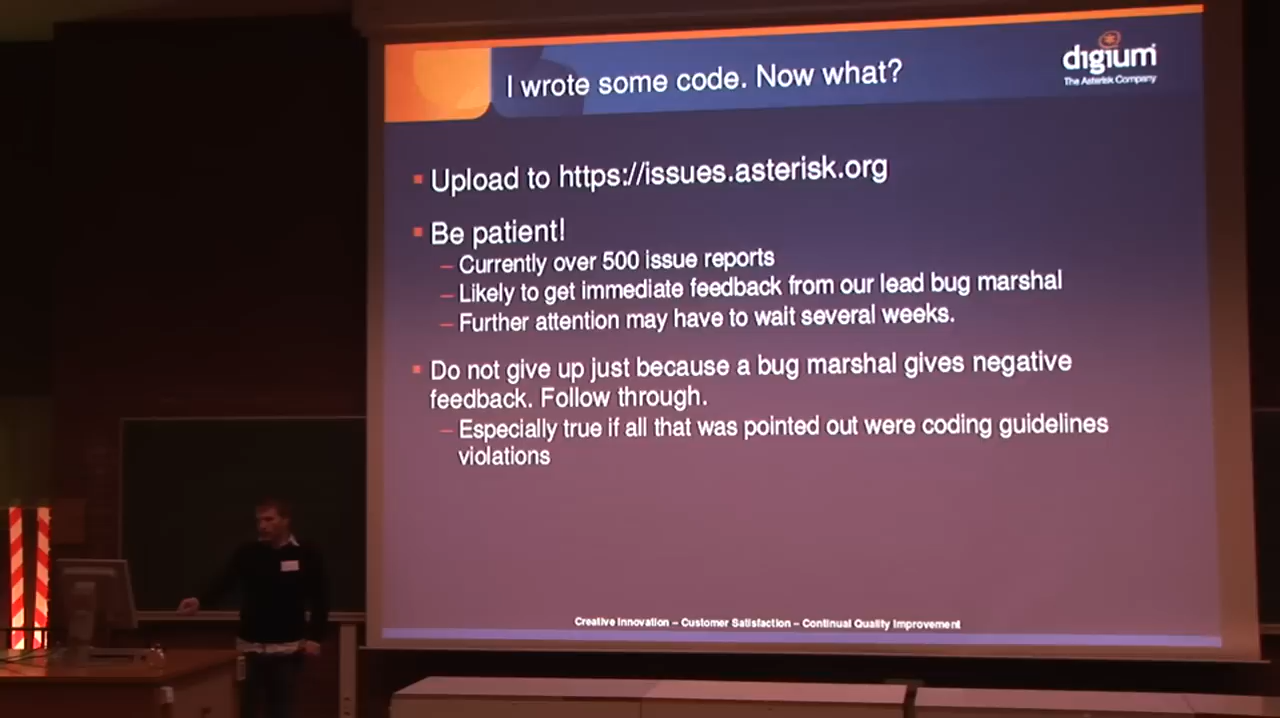 I wrote some code. Now what?
digium
The Asterisk Company
Upload to https://issues.asterisk.org
Be patient!
– Currently over 500 issue reports
– Likely to get immediate feedback from our lead bug marshal
– Further attention may have to wait several weeks.
Do not give up just because a bug marshal gives negative
feedback. Follow through.
– Especially true if all that was pointed out were coding guidelines
violations
Creative Innovation – Customer Satisfaction – Continual Quality Improvement